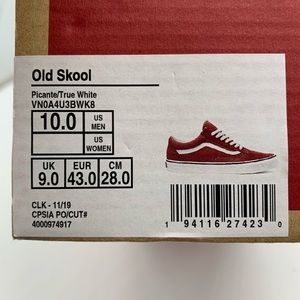 Old Skool
Picante/True White
VN0A4U3BWK8
10.0 US MEN
US WOMEN
UK EUR CM
9.0 43.0 28.0
CLK - 11/19
CPSIA PO/CUT#
4000974917
1 94116 27423 0